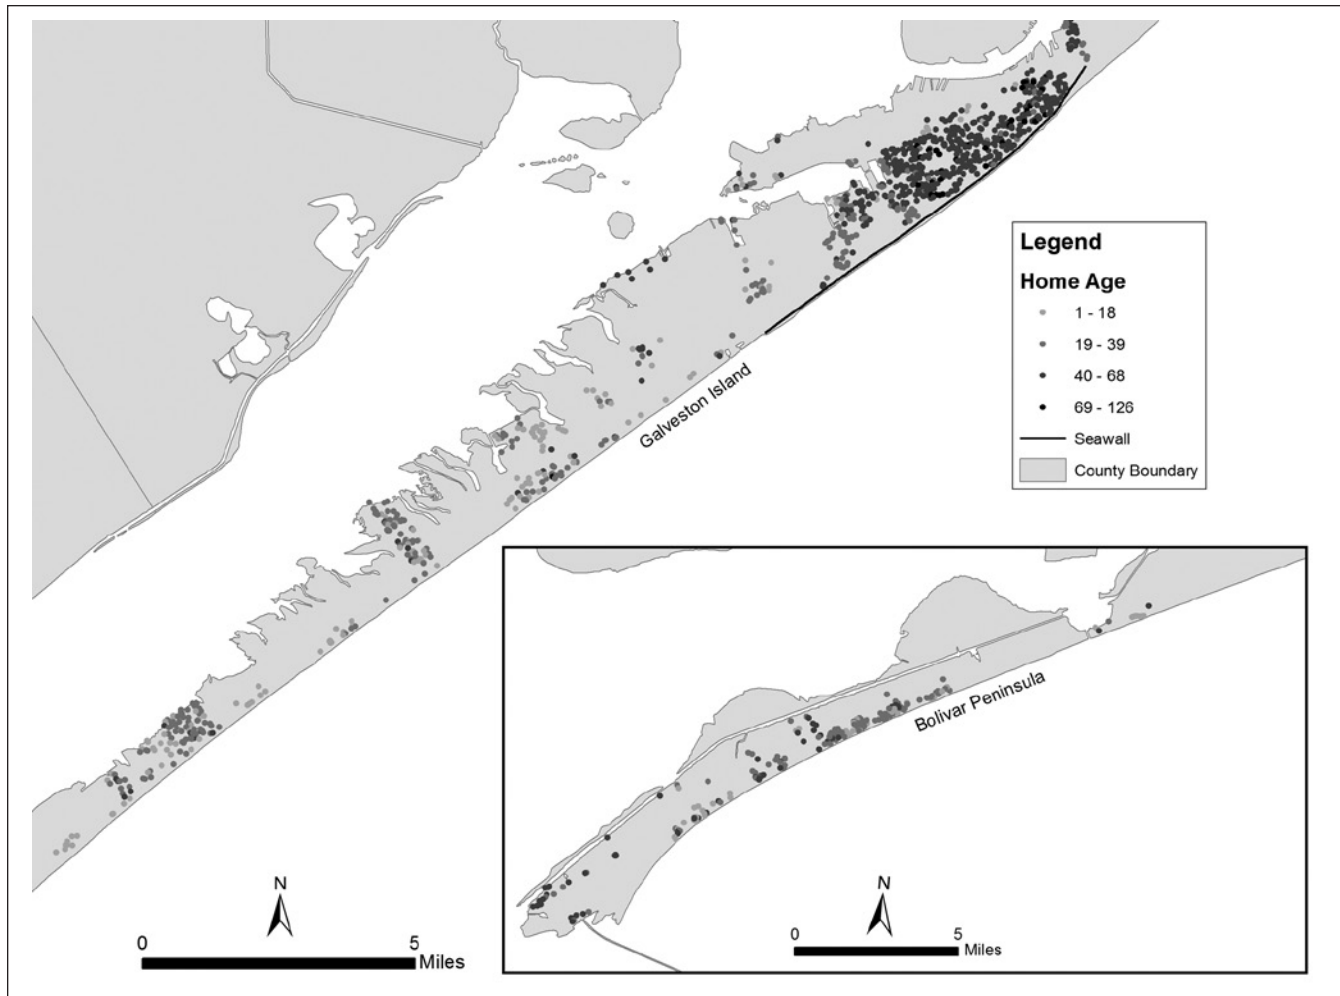 Legend
Home Age
1 - 18
19 - 39
40 - 68
69 - 126
Seawall
County Boundary
Galveston Island
Bolivar Peninsula
N
0 5
Miles
N
0 5
Miles